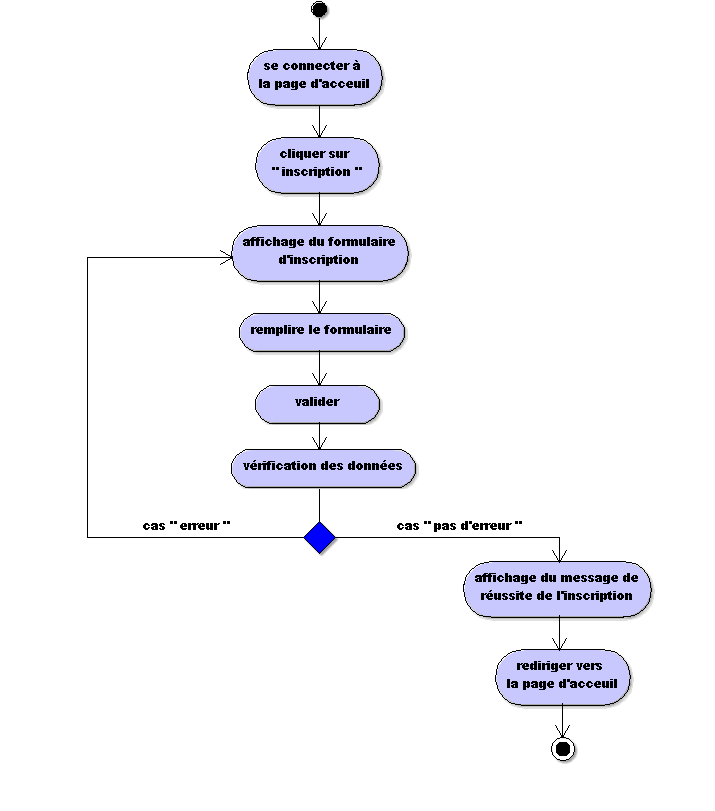 se connecter à
la page d'acceuil
cliquer sur
" inscription "
affichage du formulaire
d'inscription
remplire le formulaire
valider
vérification des données
cas " erreur "
cas " pas d'erreur "
affichage du message de
réussite de l'inscription
rediriger vers
la page d'acceuil